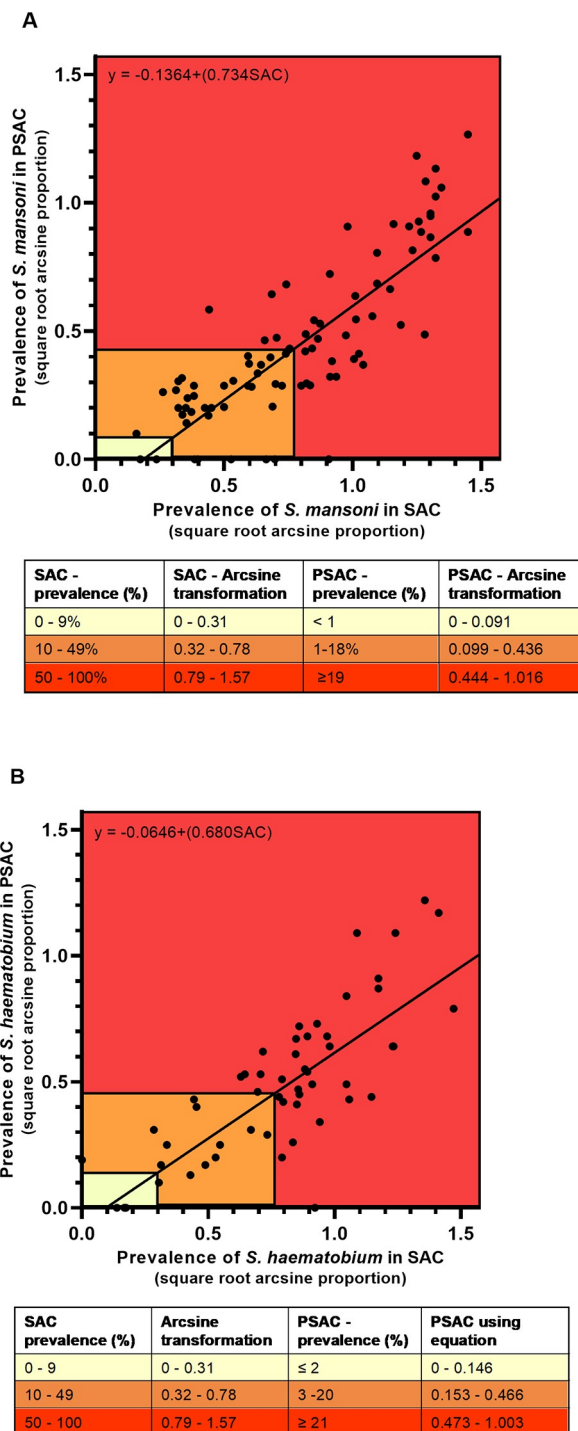 A
y = -0.1364+(0.734SAC)
Prevalence of S. mansoni in PSAC
(square root arcsine proportion)
1.5
1.0
0.5
0.0
0.0 0.5 1.0 1.5
Prevalence of S. mansoni in SAC
(square root arcsine proportion)
SAC - prevalence (%) SAC - Arcsine transformation PSAC - prevalence (%) PSAC - Arcsine transformation
0 - 9% 0 - 0.31 < 1 0 - 0.091
10 - 49% 0.32 - 0.78 1-18% 0.099 - 0.436
50 - 100% 0.79 - 1.57 ≥19 0.444 - 1.016
B
y = -0.0646+(0.680SAC)
Prevalence of S. haematobium in PSAC
(square root arcsine proportion)
1.5
1.0
0.5
0.0
0.0 0.5 1.0 1.5
Prevalence of S. haematobium in SAC
(square root arcsine proportion)
SAC prevalence (%) Arcsine transformation PSAC - prevalence (%) PSAC using equation
0 - 9 0 - 0.31 ≤ 2 0 - 0.146
10 - 49 0.32 - 0.78 3 -20 0.153 - 0.466
50 - 100 0.79 - 1.57 ≥ 21 0.473 - 1.003